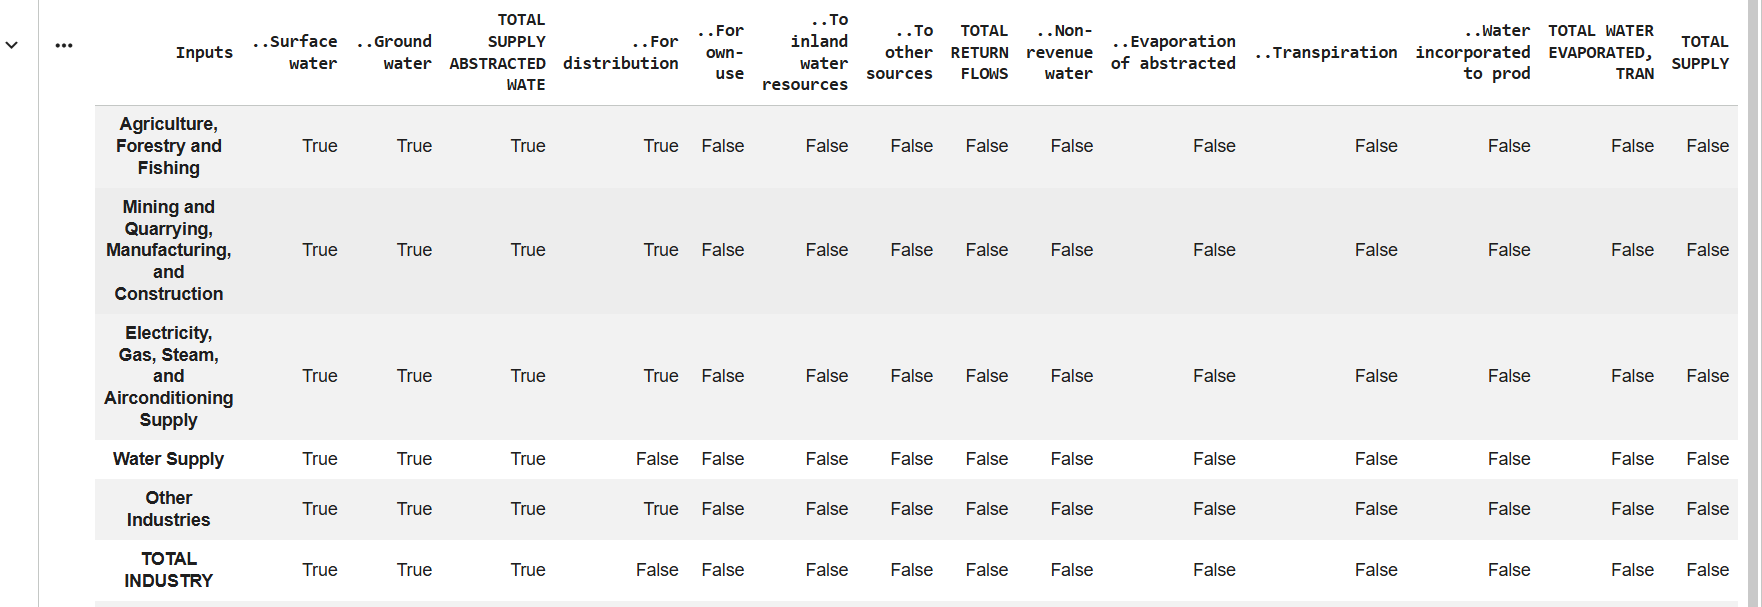 Inputs ..Surface water ..Ground water TOTAL SUPPLY ABSTRACTED WATE ..For distribution ..For own-use ..To inland water resources ..To other sources TOTAL RETURN FLOWS ..Non-revenue water ..Evaporation of abstracted ..Transpiration ..Water incorporated to prod TOTAL WATER EVAPORATED, TRAN TOTAL SUPPLY
Agriculture, Forestry and Fishing True True True True False False False False False False False False False False
Mining and Quarrying, Manufacturing, and Construction True True True True False False False False False False False False False False
Electricity, Gas, Steam, and Airconditioning Supply True True True True False False False False False False False False False False
Water Supply True True True False False False False False False False False False False False
Other Industries True True True True False False False False False False False False False False
TOTAL INDUSTRY True True True False False False False False False False False False False False